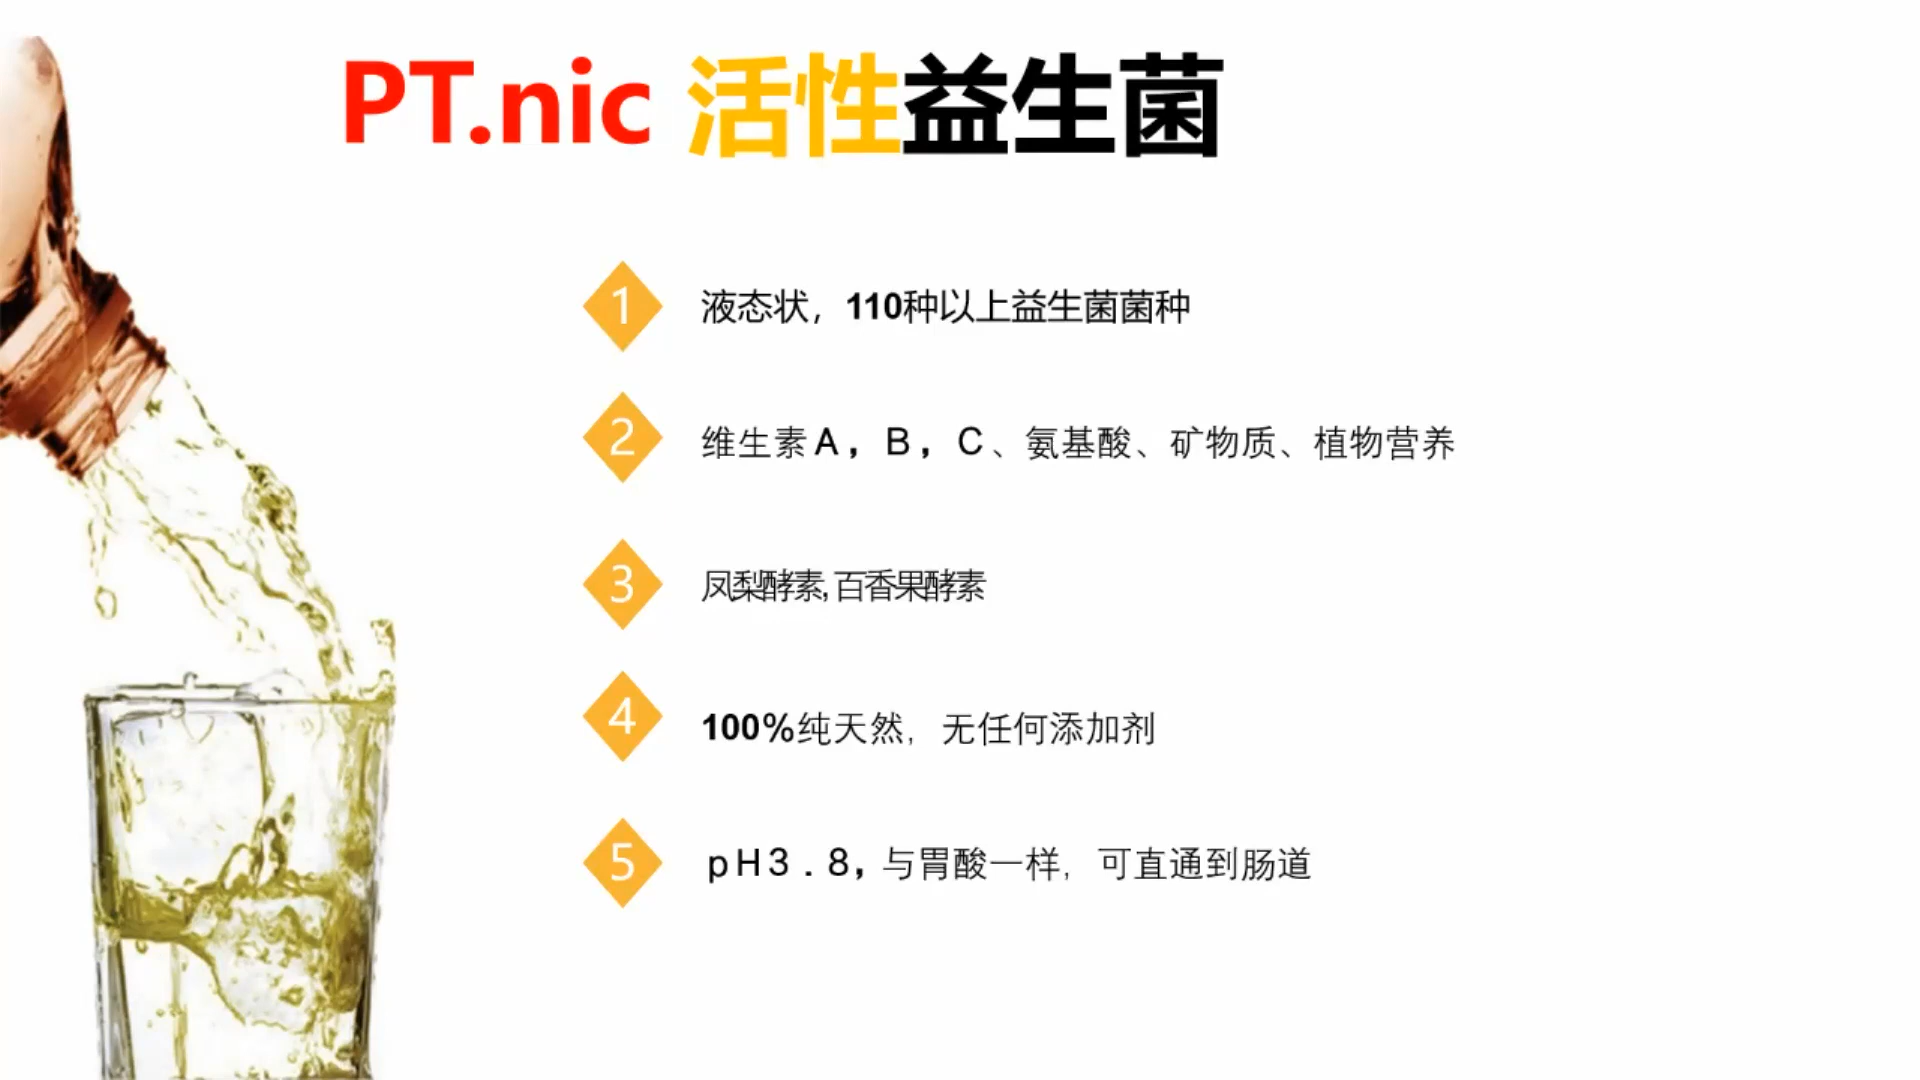 PT.nic 活性益生菌
1 液态状，110种以上益生菌菌种
2 维生素A，B，C、氨基酸、矿物质、植物营养
3 凤梨酵素, 百香果酵素
4 100%纯天然，无任何添加剂
5 pH3.8，与胃酸一样，可直通到肠道